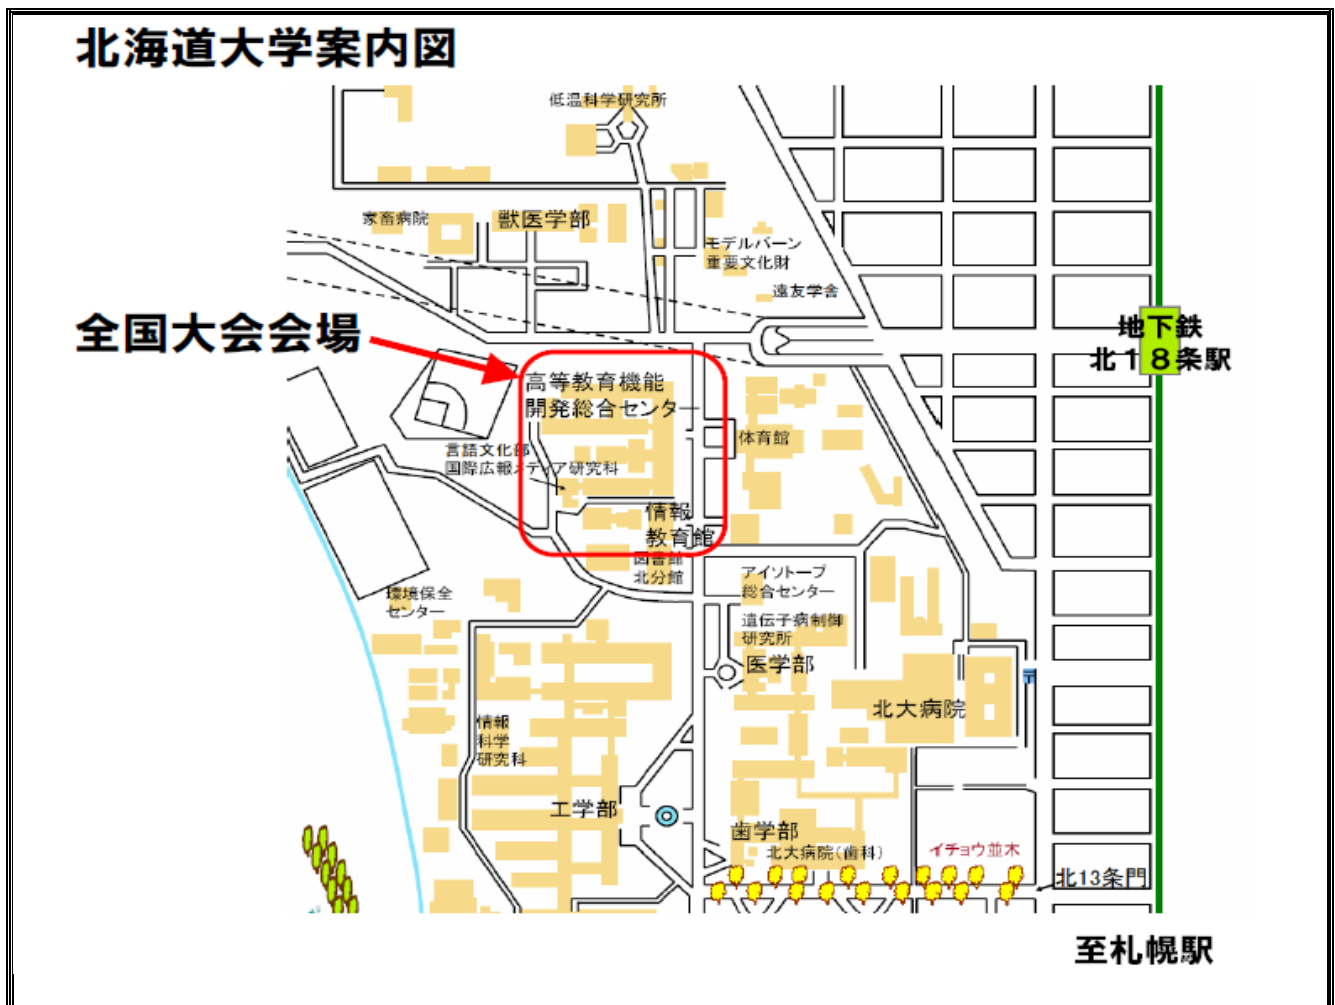 北海道大学案内図
低温科学研究所
家畜病院
獣医学部
モデルバーン
重要文化財
遠友学舎
全国大会会場
地下鉄
北18条駅
高等教育機能
開発総合センター
体育館
言語文化部
国際広報メディア研究科
情報
教育館
図書館
北分館
アイソトープ
総合センター
環境保全
センター
遺伝子病制御
研究所
医学部
北大病院
〒
情報
科学
研究科
工学部
歯学部
北大病院(歯科)
イチョウ並木
北13条門
至札幌駅